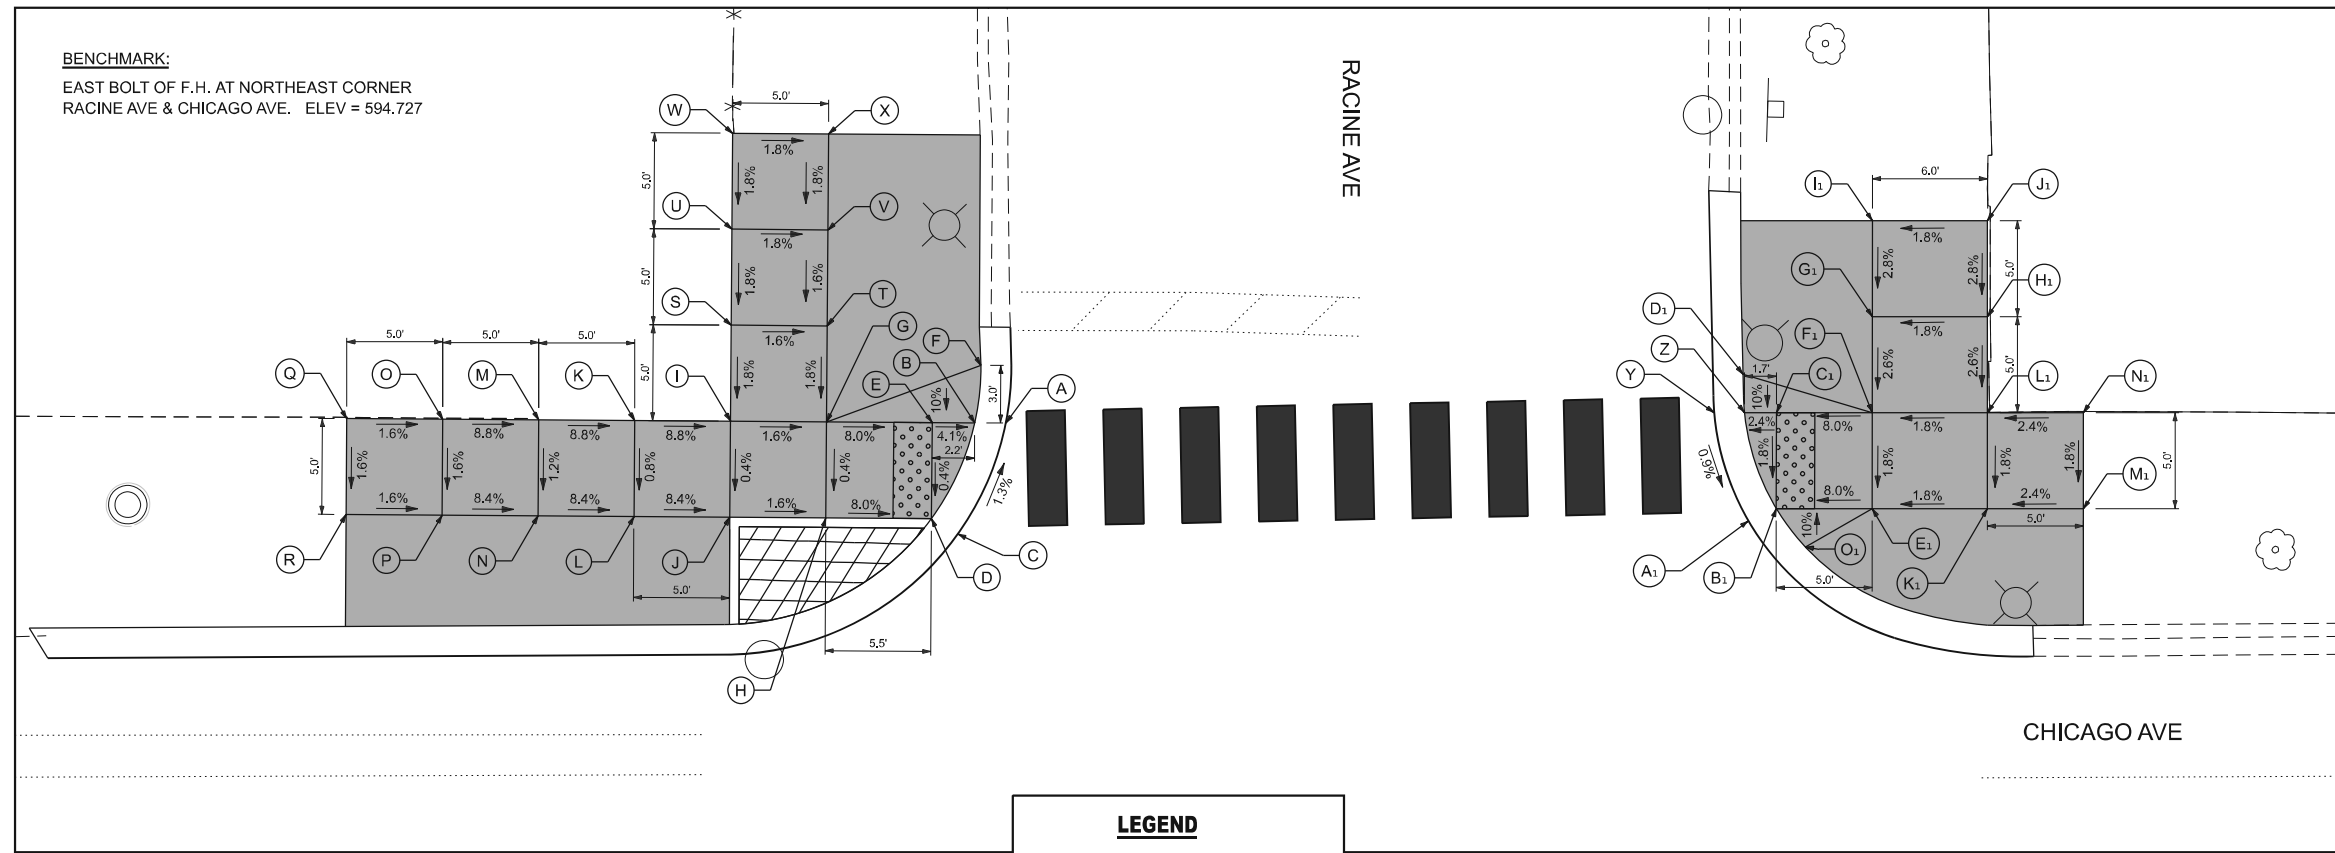 BENCHMARK:
EAST BOLT OF F.H. AT NORTHEAST CORNER
RACINE AVE & CHICAGO AVE. ELEV = 594.727
W
5.0'
X
1.8%
5.0'
1.8%
1.8%
U
V
1.8%
5.0'
1.8%
1.6%
S
T
1.6%
5.0'
1.8%
1.8%
G
F
B
E
I
K
M
O
Q
5.0'
5.0'
5.0'
10%
3.0'
A
1.6%
8.8%
8.8%
8.8%
1.6%
8.0%
4.1%
2.2'
5.0'
1.6%
1.6%
1.2%
0.8%
0.4%
0.4%
0.4%
1.3%
1.6%
8.4%
8.4%
8.4%
1.6%
8.0%
R
P
N
L
J
C
D
5.0'
5.5'
H
RACINE AVE
6.0'
I1
J1
1.8%
2.8%
2.8%
5.0'
G1
H1
1.8%
D1
F1
2.6%
2.6%
5.0'
Z
C1
L1
N1
Y
1.7'
10%
2.4%
8.0%
1.8%
2.4%
0.6%
1.8%
1.8%
1.8%
1.8%
5.0'
M1
8.0%
1.8%
2.4%
10%
5.0'
O1
E1
A1
B1
K1
5.0'
CHICAGO AVE
LEGEND